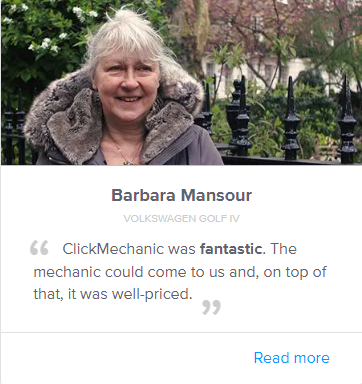 Barbara Mansour
VOLKSWAGEN GOLF IV
“ ClickMechanic was fantastic. The
mechanic could come to us and, on top of
that, it was well-priced. ”
Read more